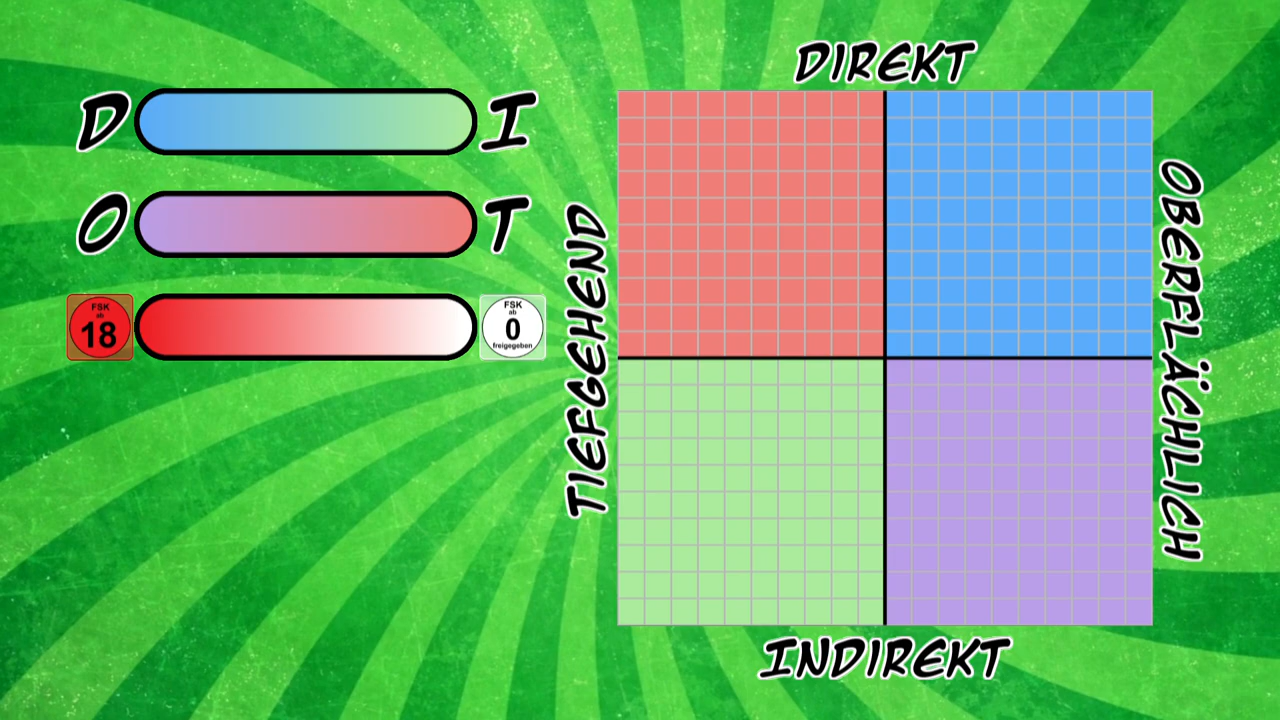 D I
O T
FSK
ab
18
FSK
ab
0
freigegeben
DIREKT
TIEFGEHEND
OBERFLÄCHLICH
INDIREKT